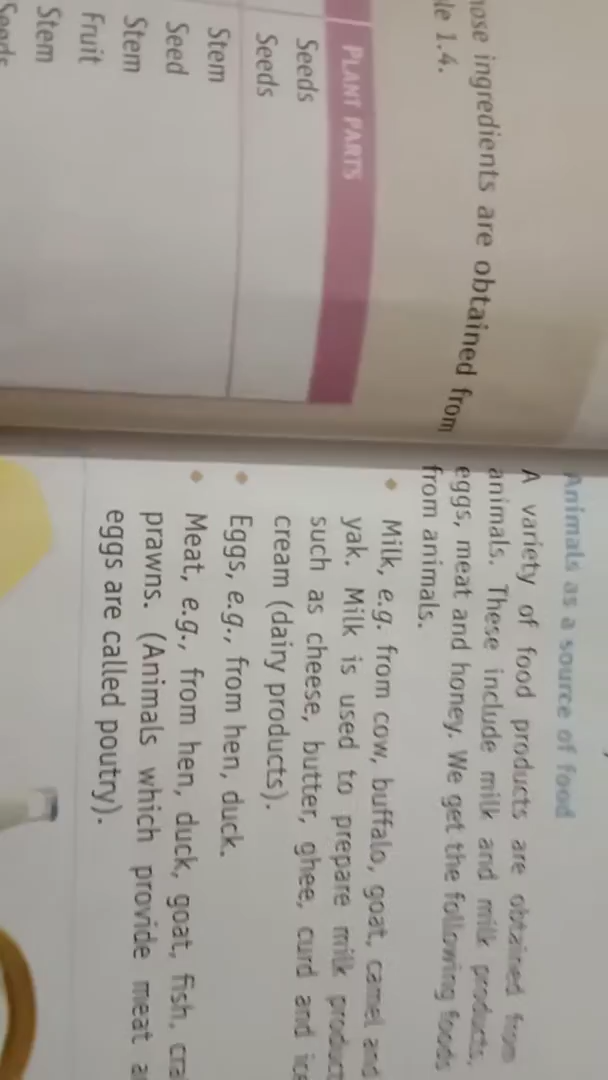 ose ingredients are obtained from
le 1.4.
PLANT PARTS
Seeds
Seeds
Stem
Seed
Stem
Fruit
Stem
Seeds
Animals as a source of food
A variety of food products are obtained from
animals. These include milk and milk products,
eggs, meat and honey. We get the following foods
from animals.
Milk, e.g. from cow, buffalo, goat, camel and
yak. Milk is used to prepare milk product
such as cheese, butter, ghee, curd and ice
cream (dairy products).
Eggs, e.g., from hen, duck.
Meat, e.g., from hen, duck, goat, fish, cra
prawns. (Animals which provide meat a
eggs are called poutry).